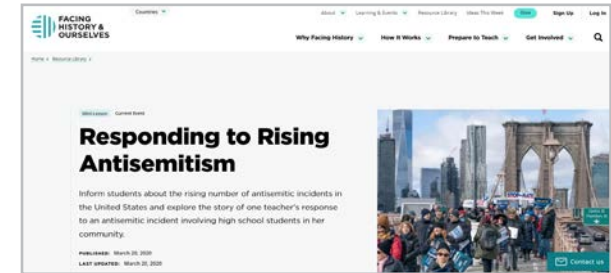 FACING
HISTORY &
OURSELVES
Countries
About Learning & Events Resource Library Ideas This Week Sign Up Log In
Why Facing History How It Works Prepare to Teach Get Involved
Home > Resource Library >
Mini-Lesson Current Event
Responding to Rising
Antisemitism
Inform students about the rising number of antisemitic incidents in
the United States and explore the story of one teacher's response
to an antisemitic incident involving high school students in her
community.
PUBLISHED: March 20, 2020
LAST UPDATED: March 20, 2020
Contact us